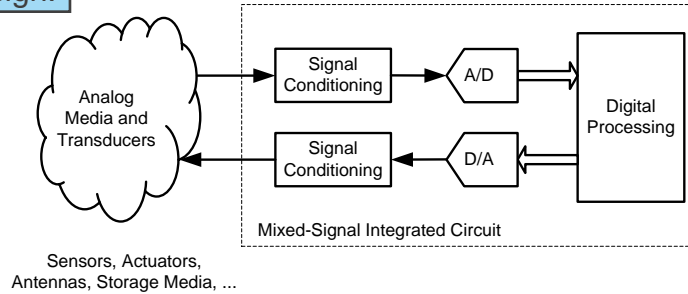 Signal
Conditioning
A/D
Analog
Media and
Transducers
Digital
Processing
Signal
Conditioning
D/A
Mixed-Signal Integrated Circuit
Sensors, Actuators,
Antennas, Storage Media, ...